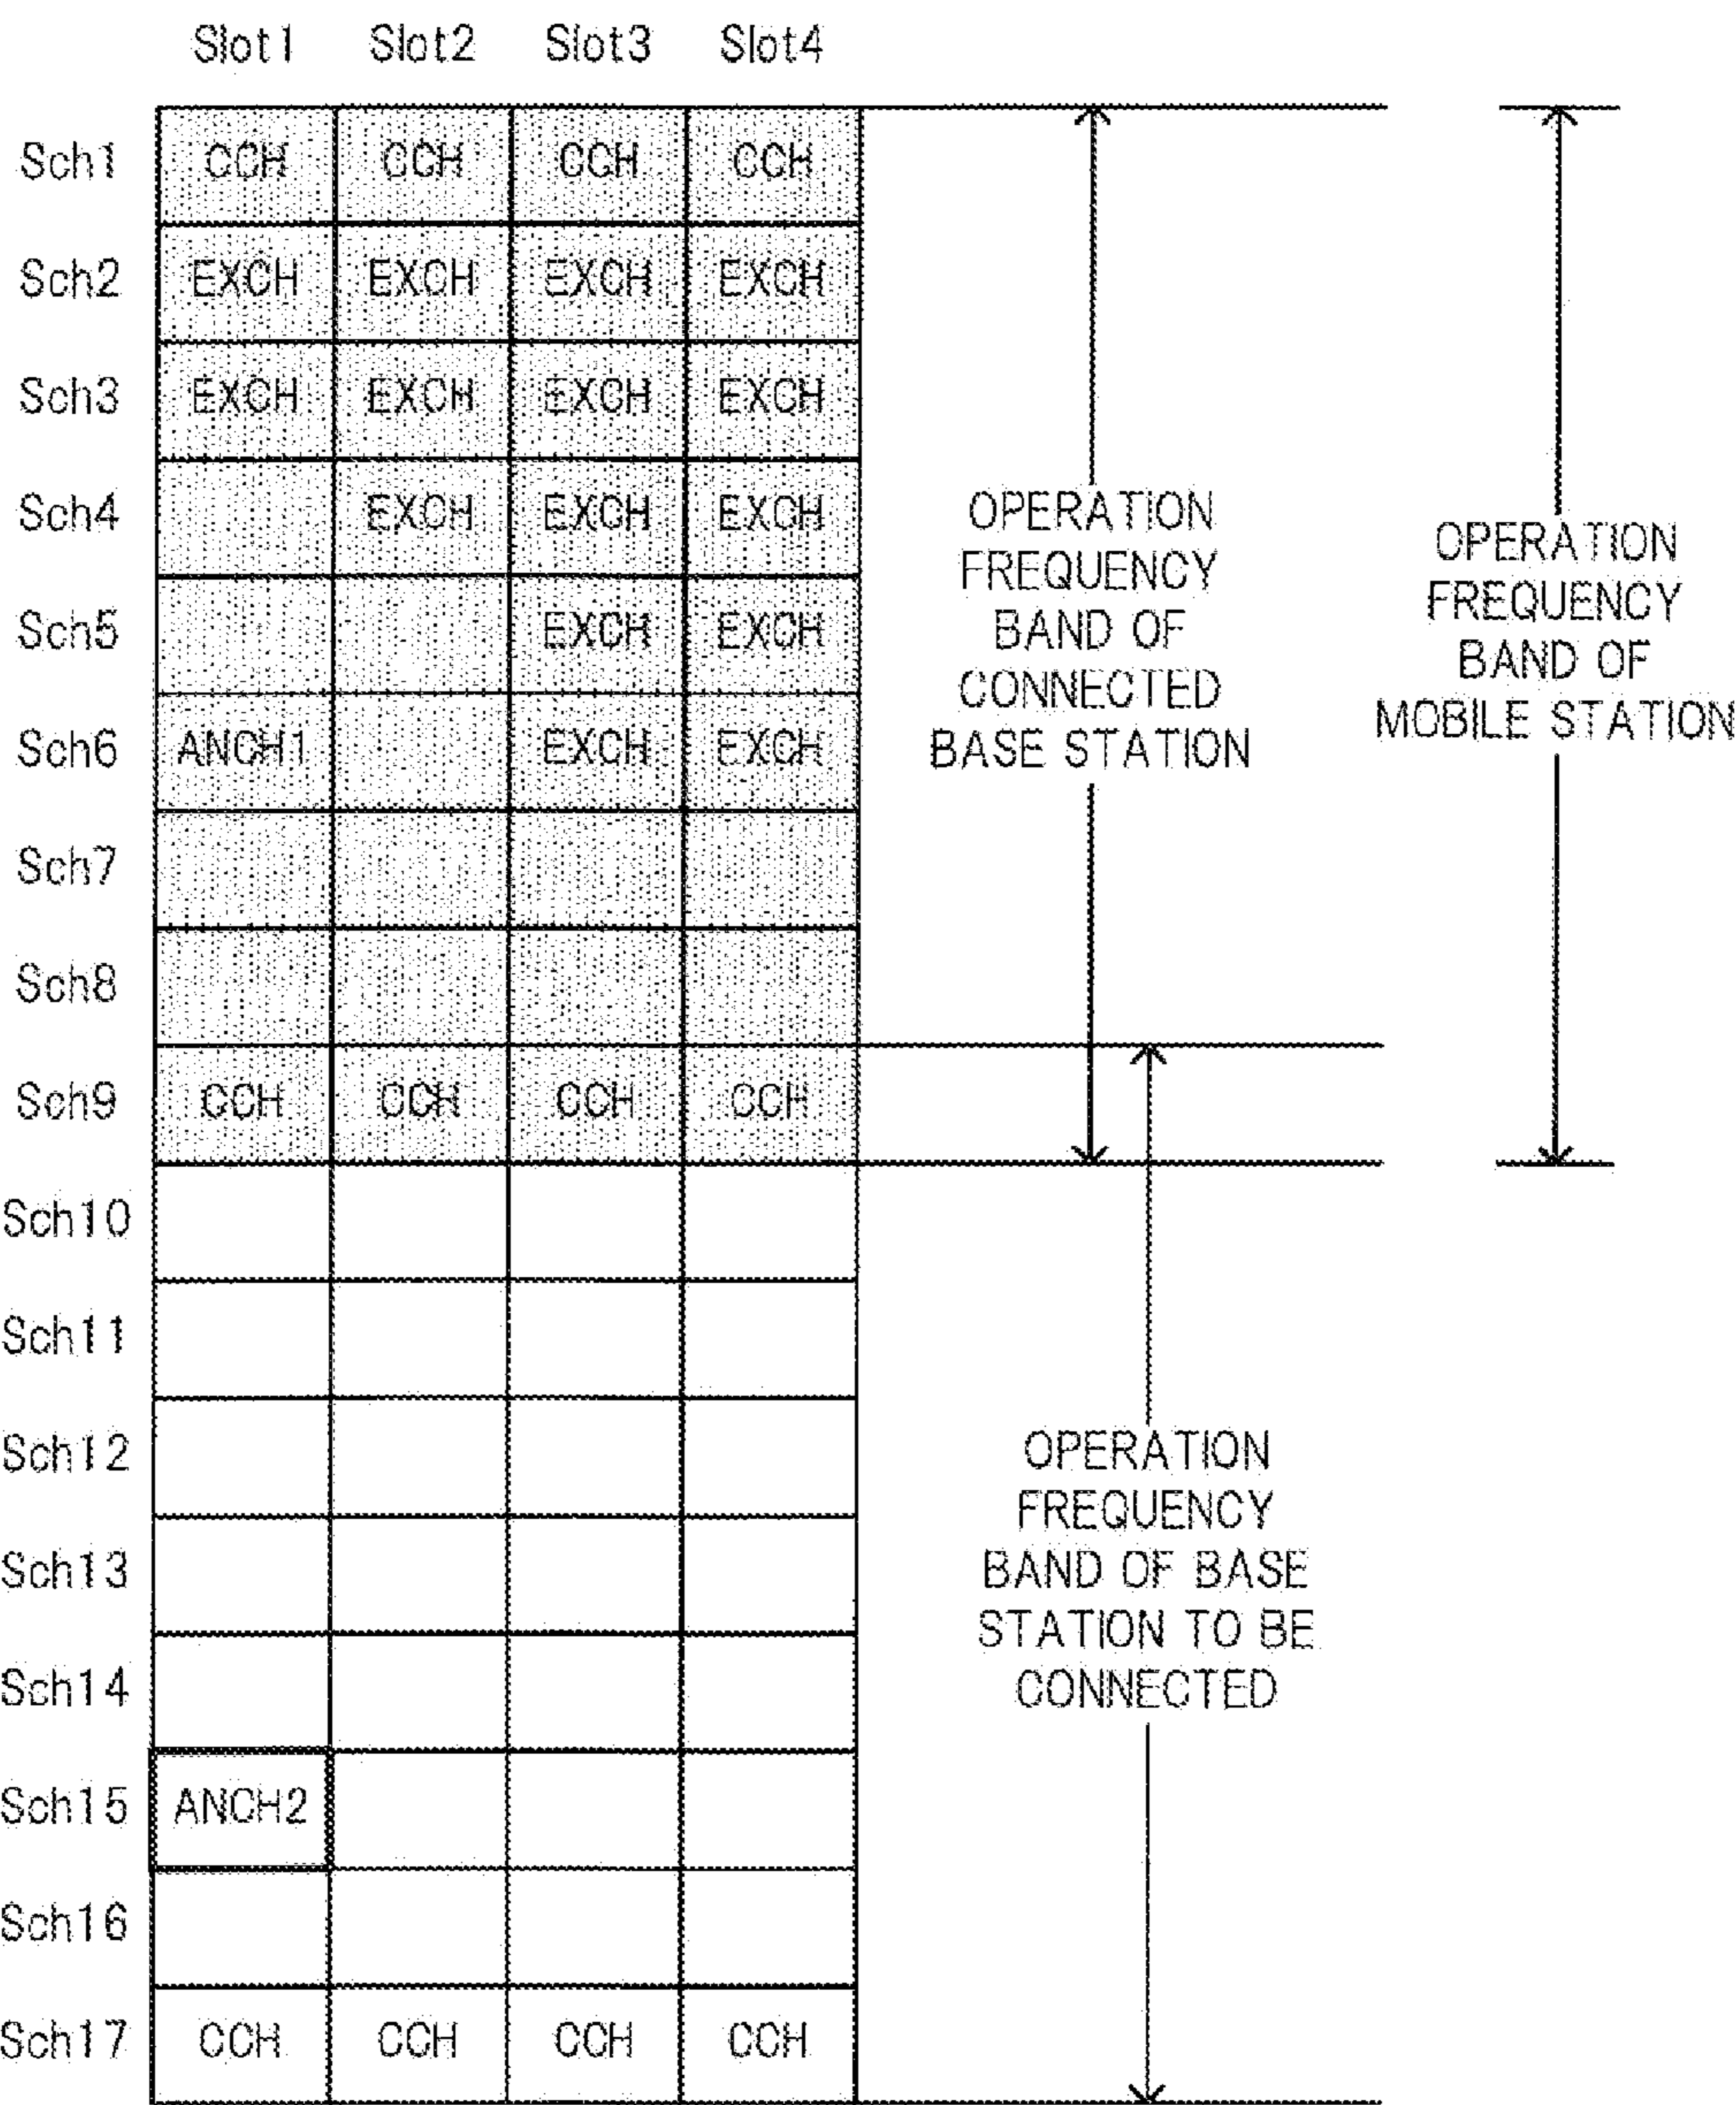 Slot1 Slot2 Slot3 Slot4
Sch1 CCH CCH CCH CCH
Sch2 EXCH EXCH EXCH EXCH
Sch3 EXCH EXCH EXCH EXCH
Sch4 EXCH EXCH EXCH
Sch5 EXCH EXCH
Sch6 ANCH1 EXCH EXCH
Sch7
Sch8
Sch9 CCH CCH CCH CCH
Sch10
Sch11
Sch12
Sch13
Sch14
Sch15 ANCH2
Sch16
Sch17 CCH CCH CCH CCH
OPERATION
FREQUENCY
BAND OF
CONNECTED
BASE STATION
OPERATION
FREQUENCY
BAND OF
MOBILE STATION
OPERATION
FREQUENCY
BAND OF BASE
STATION TO BE
CONNECTED